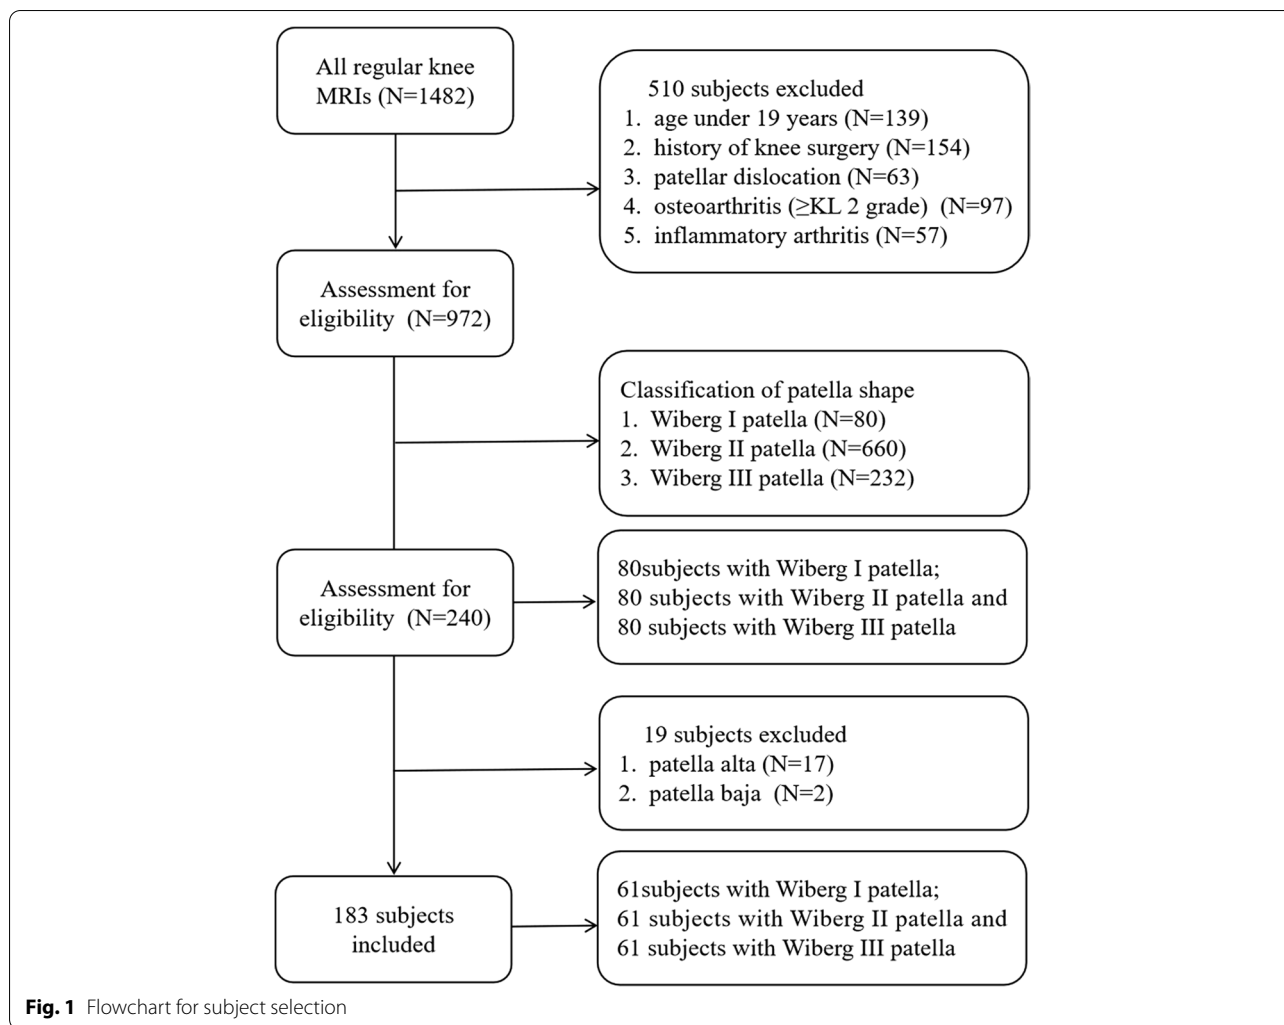 All regular knee
MRIs (N=1482)
510 subjects excluded
1. age under 19 years (N=139)
2. history of knee surgery (N=154)
3. patellar dislocation (N=63)
4. osteoarthritis (≥KL 2 grade) (N=97)
5. inflammatory arthritis (N=57)
Assessment for
eligibility (N=972)
Classification of patella shape
1. Wiberg I patella (N=80)
2. Wiberg II patella (N=660)
3. Wiberg III patella (N=232)
Assessment for
eligibility (N=240)
80subjects with Wiberg I patella;
80 subjects with Wiberg II patella and
80 subjects with Wiberg III patella
19 subjects excluded
1. patella alta (N=17)
2. patella baja (N=2)
183 subjects
included
61subjects with Wiberg I patella;
61 subjects with Wiberg II patella and
61 subjects with Wiberg III patella
Fig. 1 Flowchart for subject selection